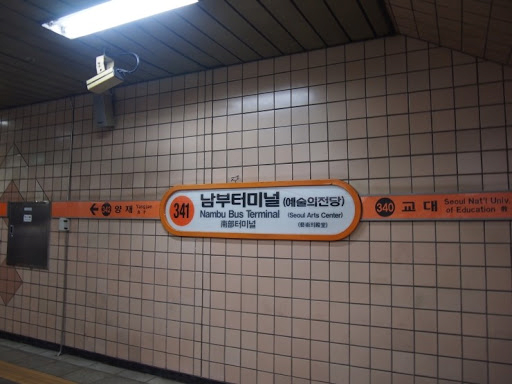 342 양 재 Yangjae
341 남부터미널 (예술의전당)
Nambu Bus Terminal (Seoul Arts Center)
南部터미널
340 교 대 Seoul Nat'l Univ.
of Education